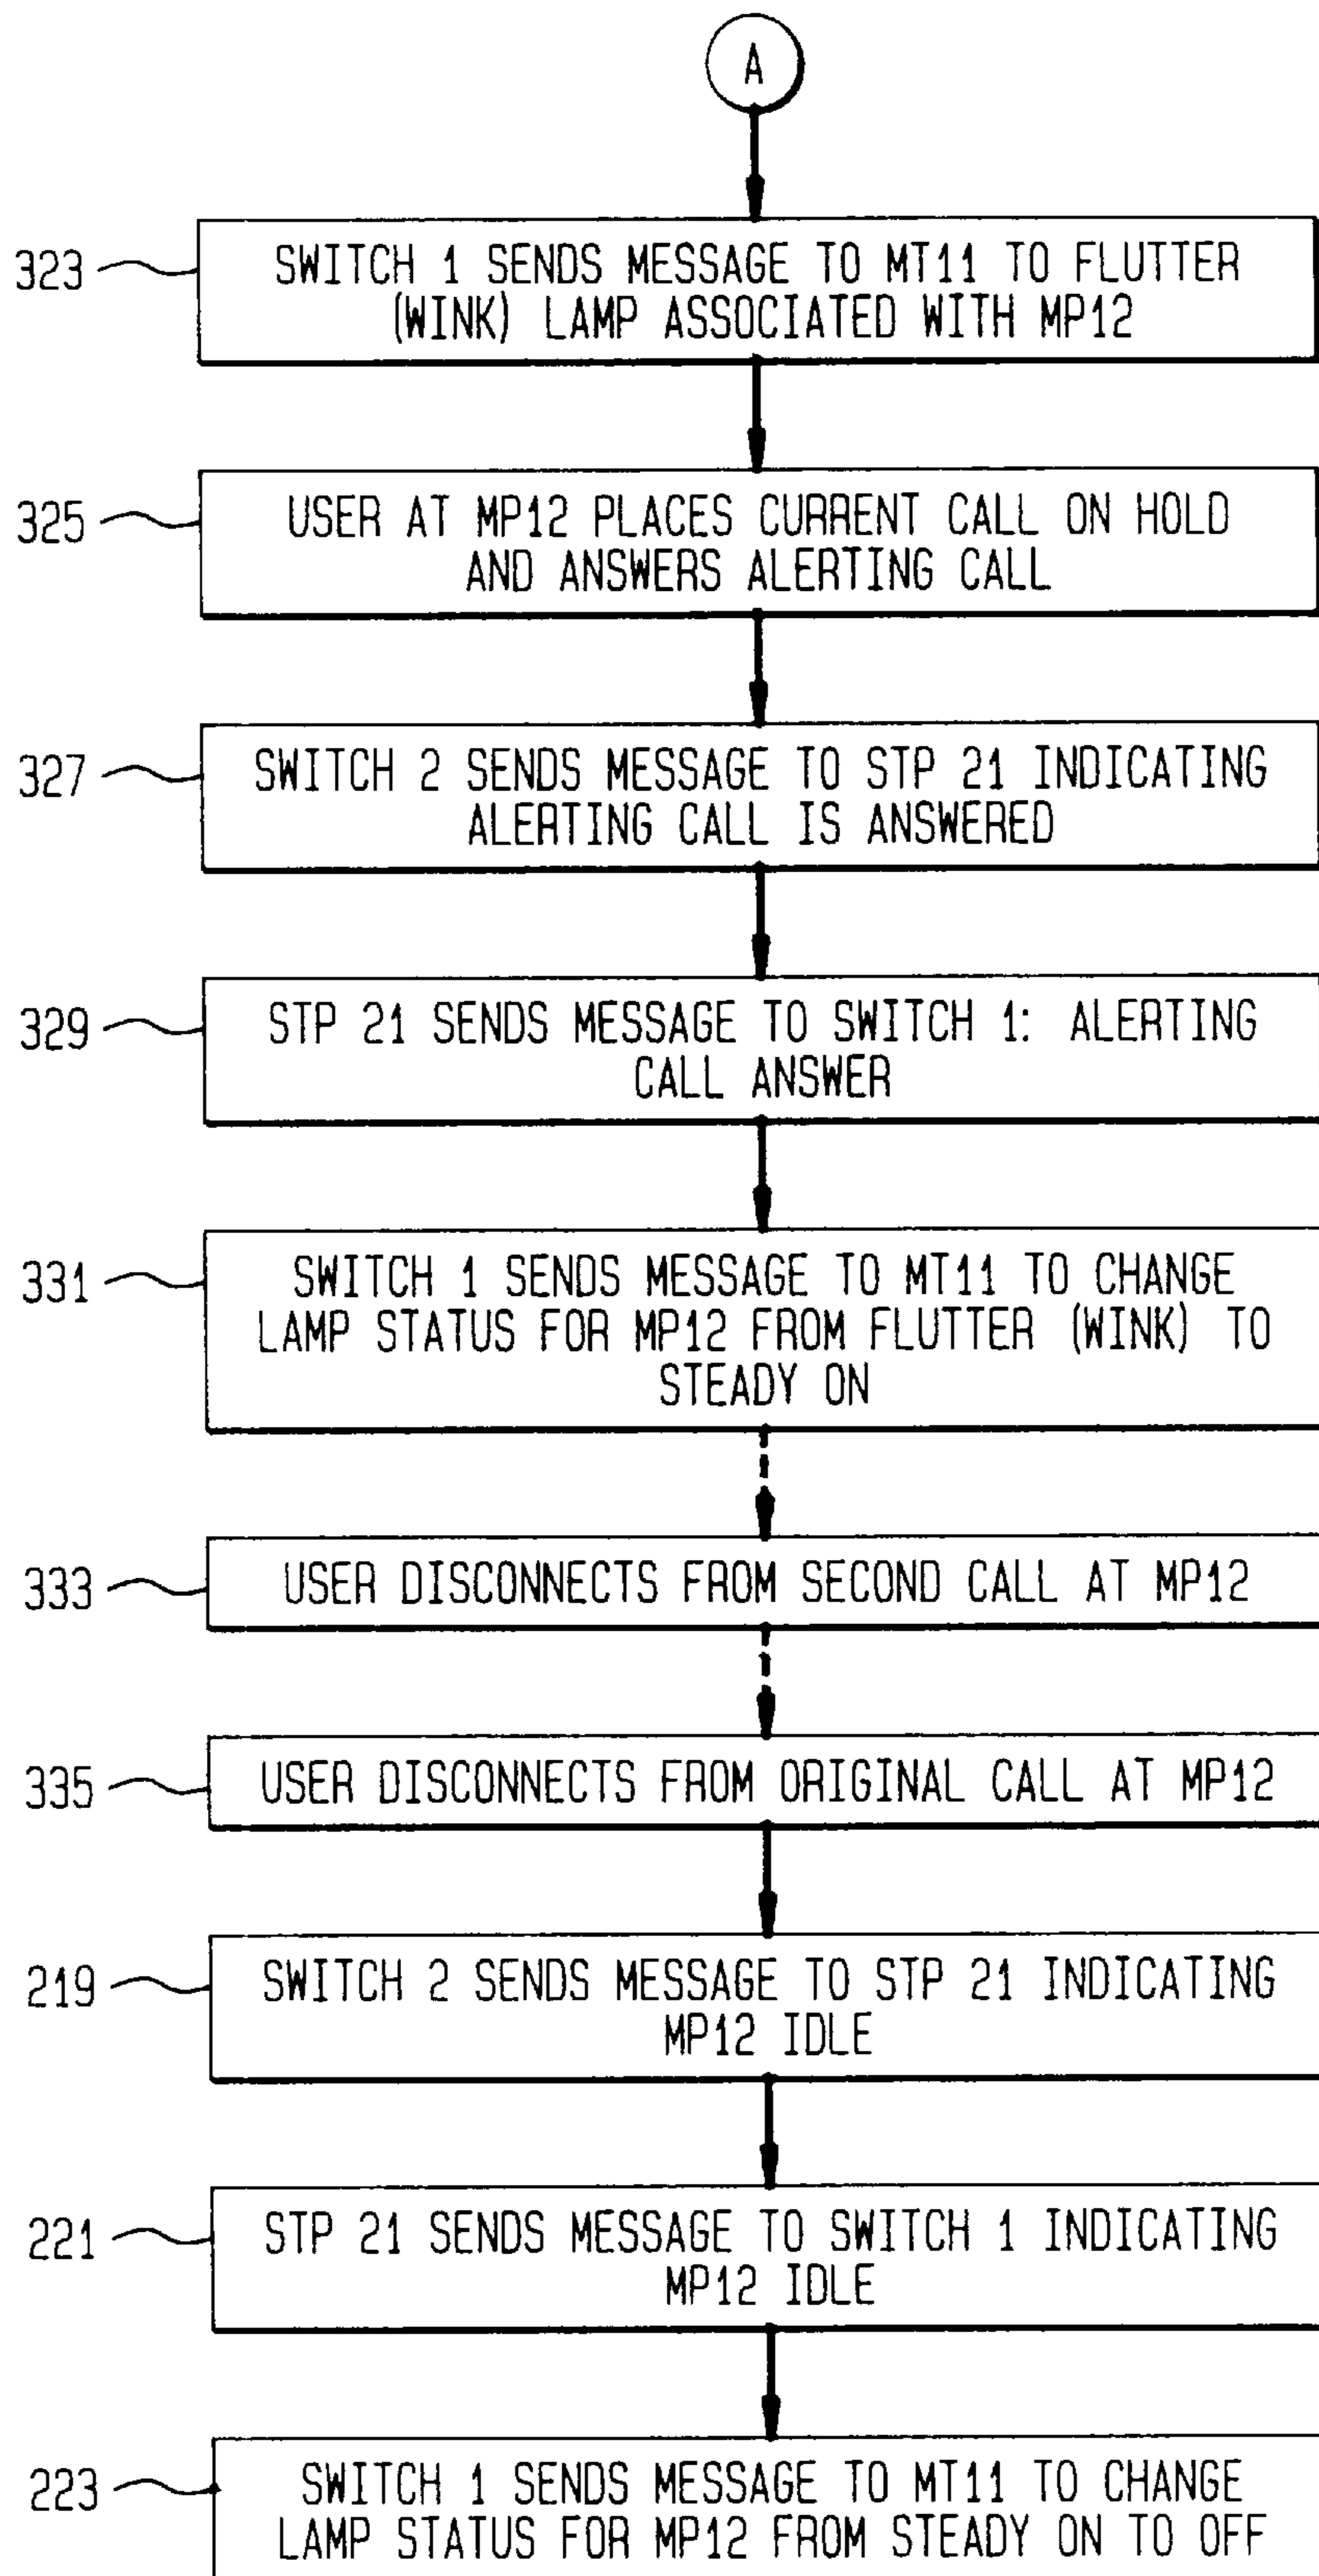 A
323
SWITCH 1 SENDS MESSAGE TO MT11 TO FLUTTER
(WINK) LAMP ASSOCIATED WITH MP12
325
USER AT MP12 PLACES CURRENT CALL ON HOLD
AND ANSWERS ALERTING CALL
327
SWITCH 2 SENDS MESSAGE TO STP 21 INDICATING
ALERTING CALL IS ANSWERED
329
STP 21 SENDS MESSAGE TO SWITCH 1: ALERTING
CALL ANSWER
331
SWITCH 1 SENDS MESSAGE TO MT11 TO CHANGE
LAMP STATUS FOR MP12 FROM FLUTTER (WINK) TO
STEADY ON
333
USER DISCONNECTS FROM SECOND CALL AT MP12
335
USER DISCONNECTS FROM ORIGINAL CALL AT MP12
219
SWITCH 2 SENDS MESSAGE TO STP 21 INDICATING
MP12 IDLE
221
STP 21 SENDS MESSAGE TO SWITCH 1 INDICATING
MP12 IDLE
223
SWITCH 1 SENDS MESSAGE TO MT11 TO CHANGE
LAMP STATUS FOR MP12 FROM STEADY ON TO OFF